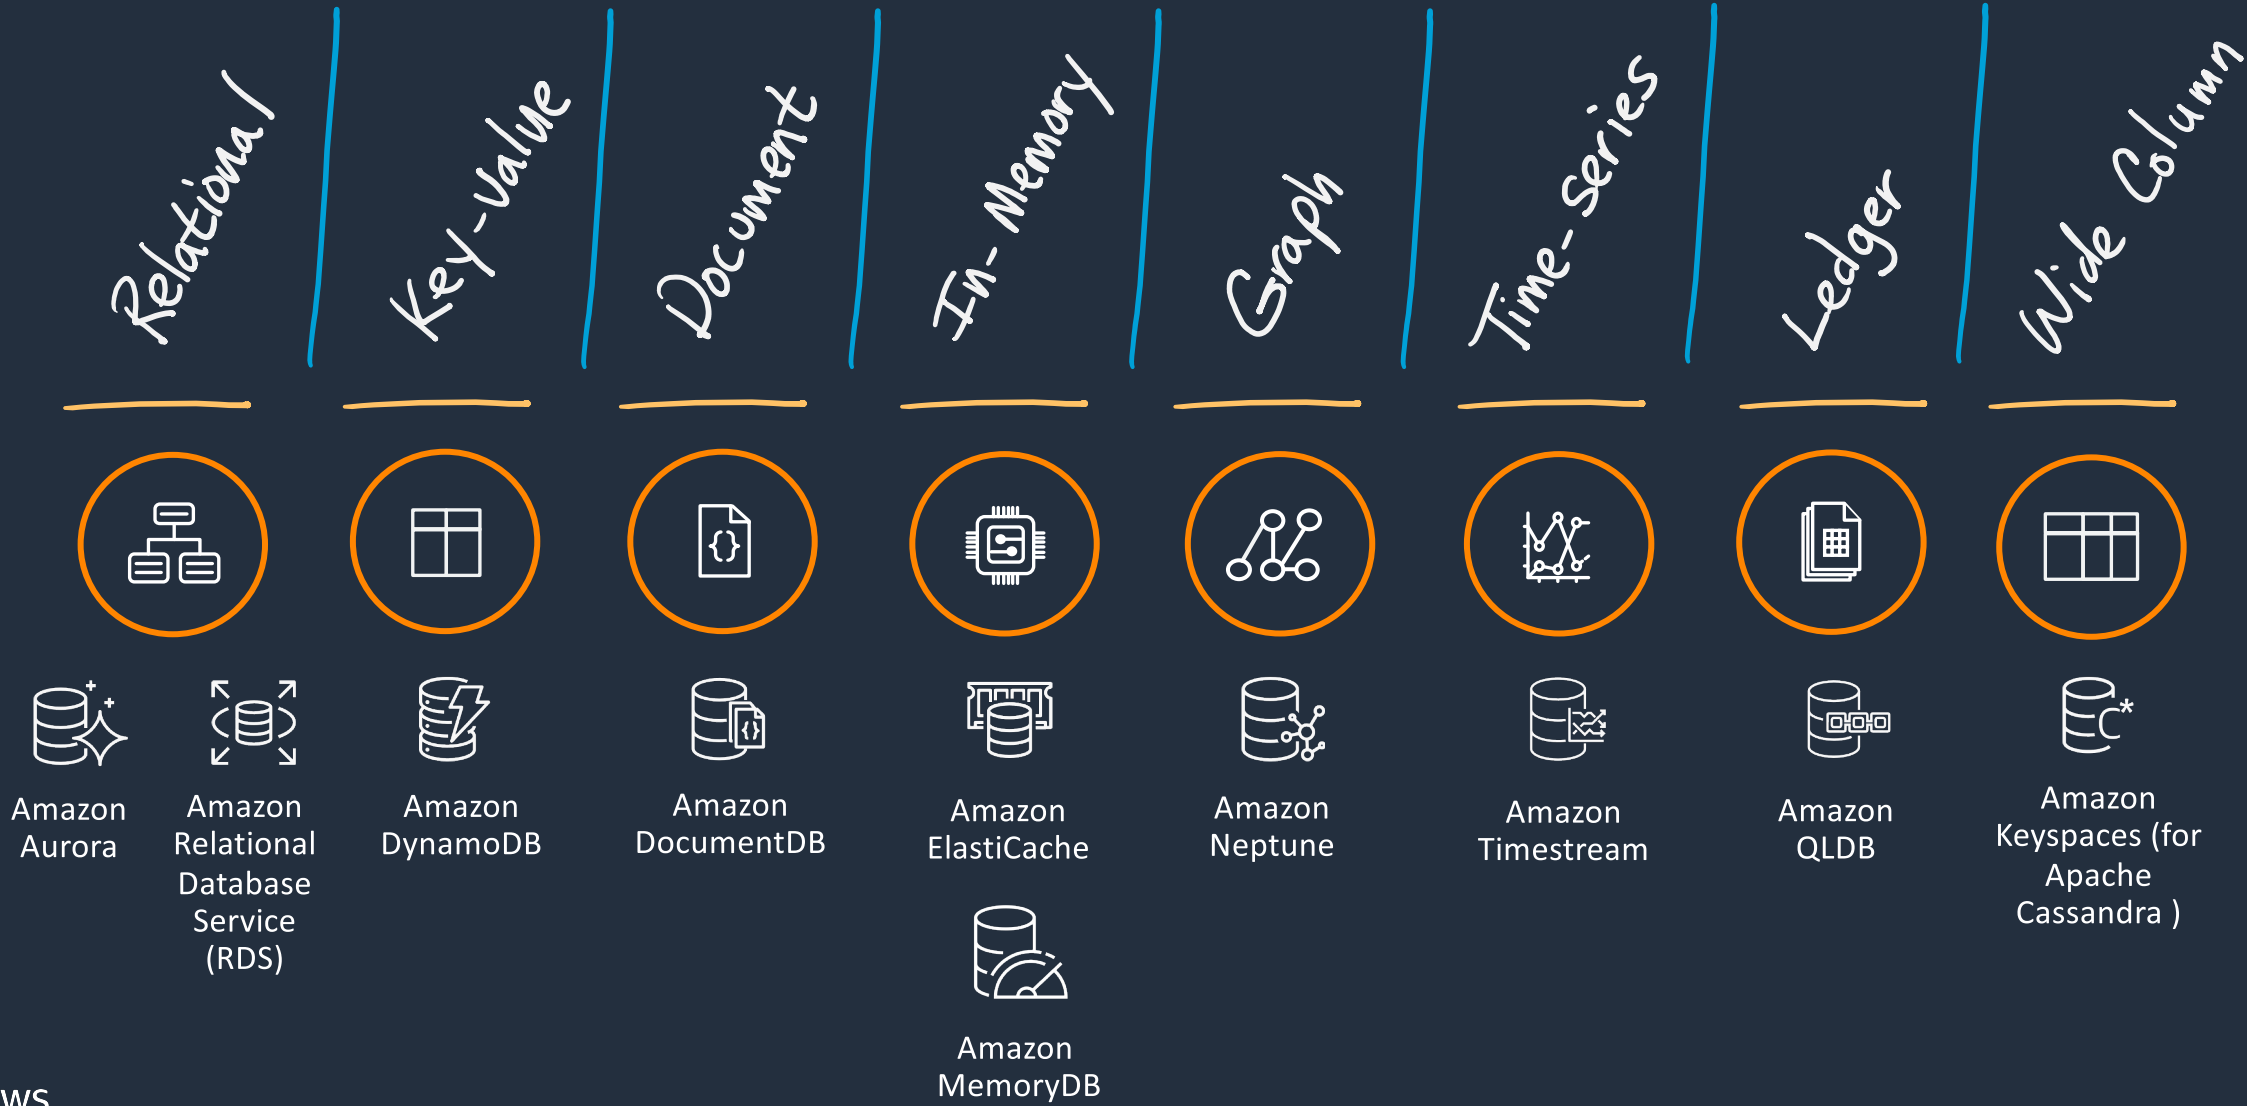 Relational
Key-value
Document
In-Memory
Graph
Time-Series
Ledger
Wide Column
Amazon
Aurora
Amazon
Relational
Database
Service
(RDS)
Amazon
DynamoDB
Amazon
DocumentDB
Amazon
ElastiCache
Amazon
MemoryDB
Amazon
Neptune
Amazon
Timestream
Amazon
QLDB
Amazon
Keyspaces (for
Apache
Cassandra )
ws